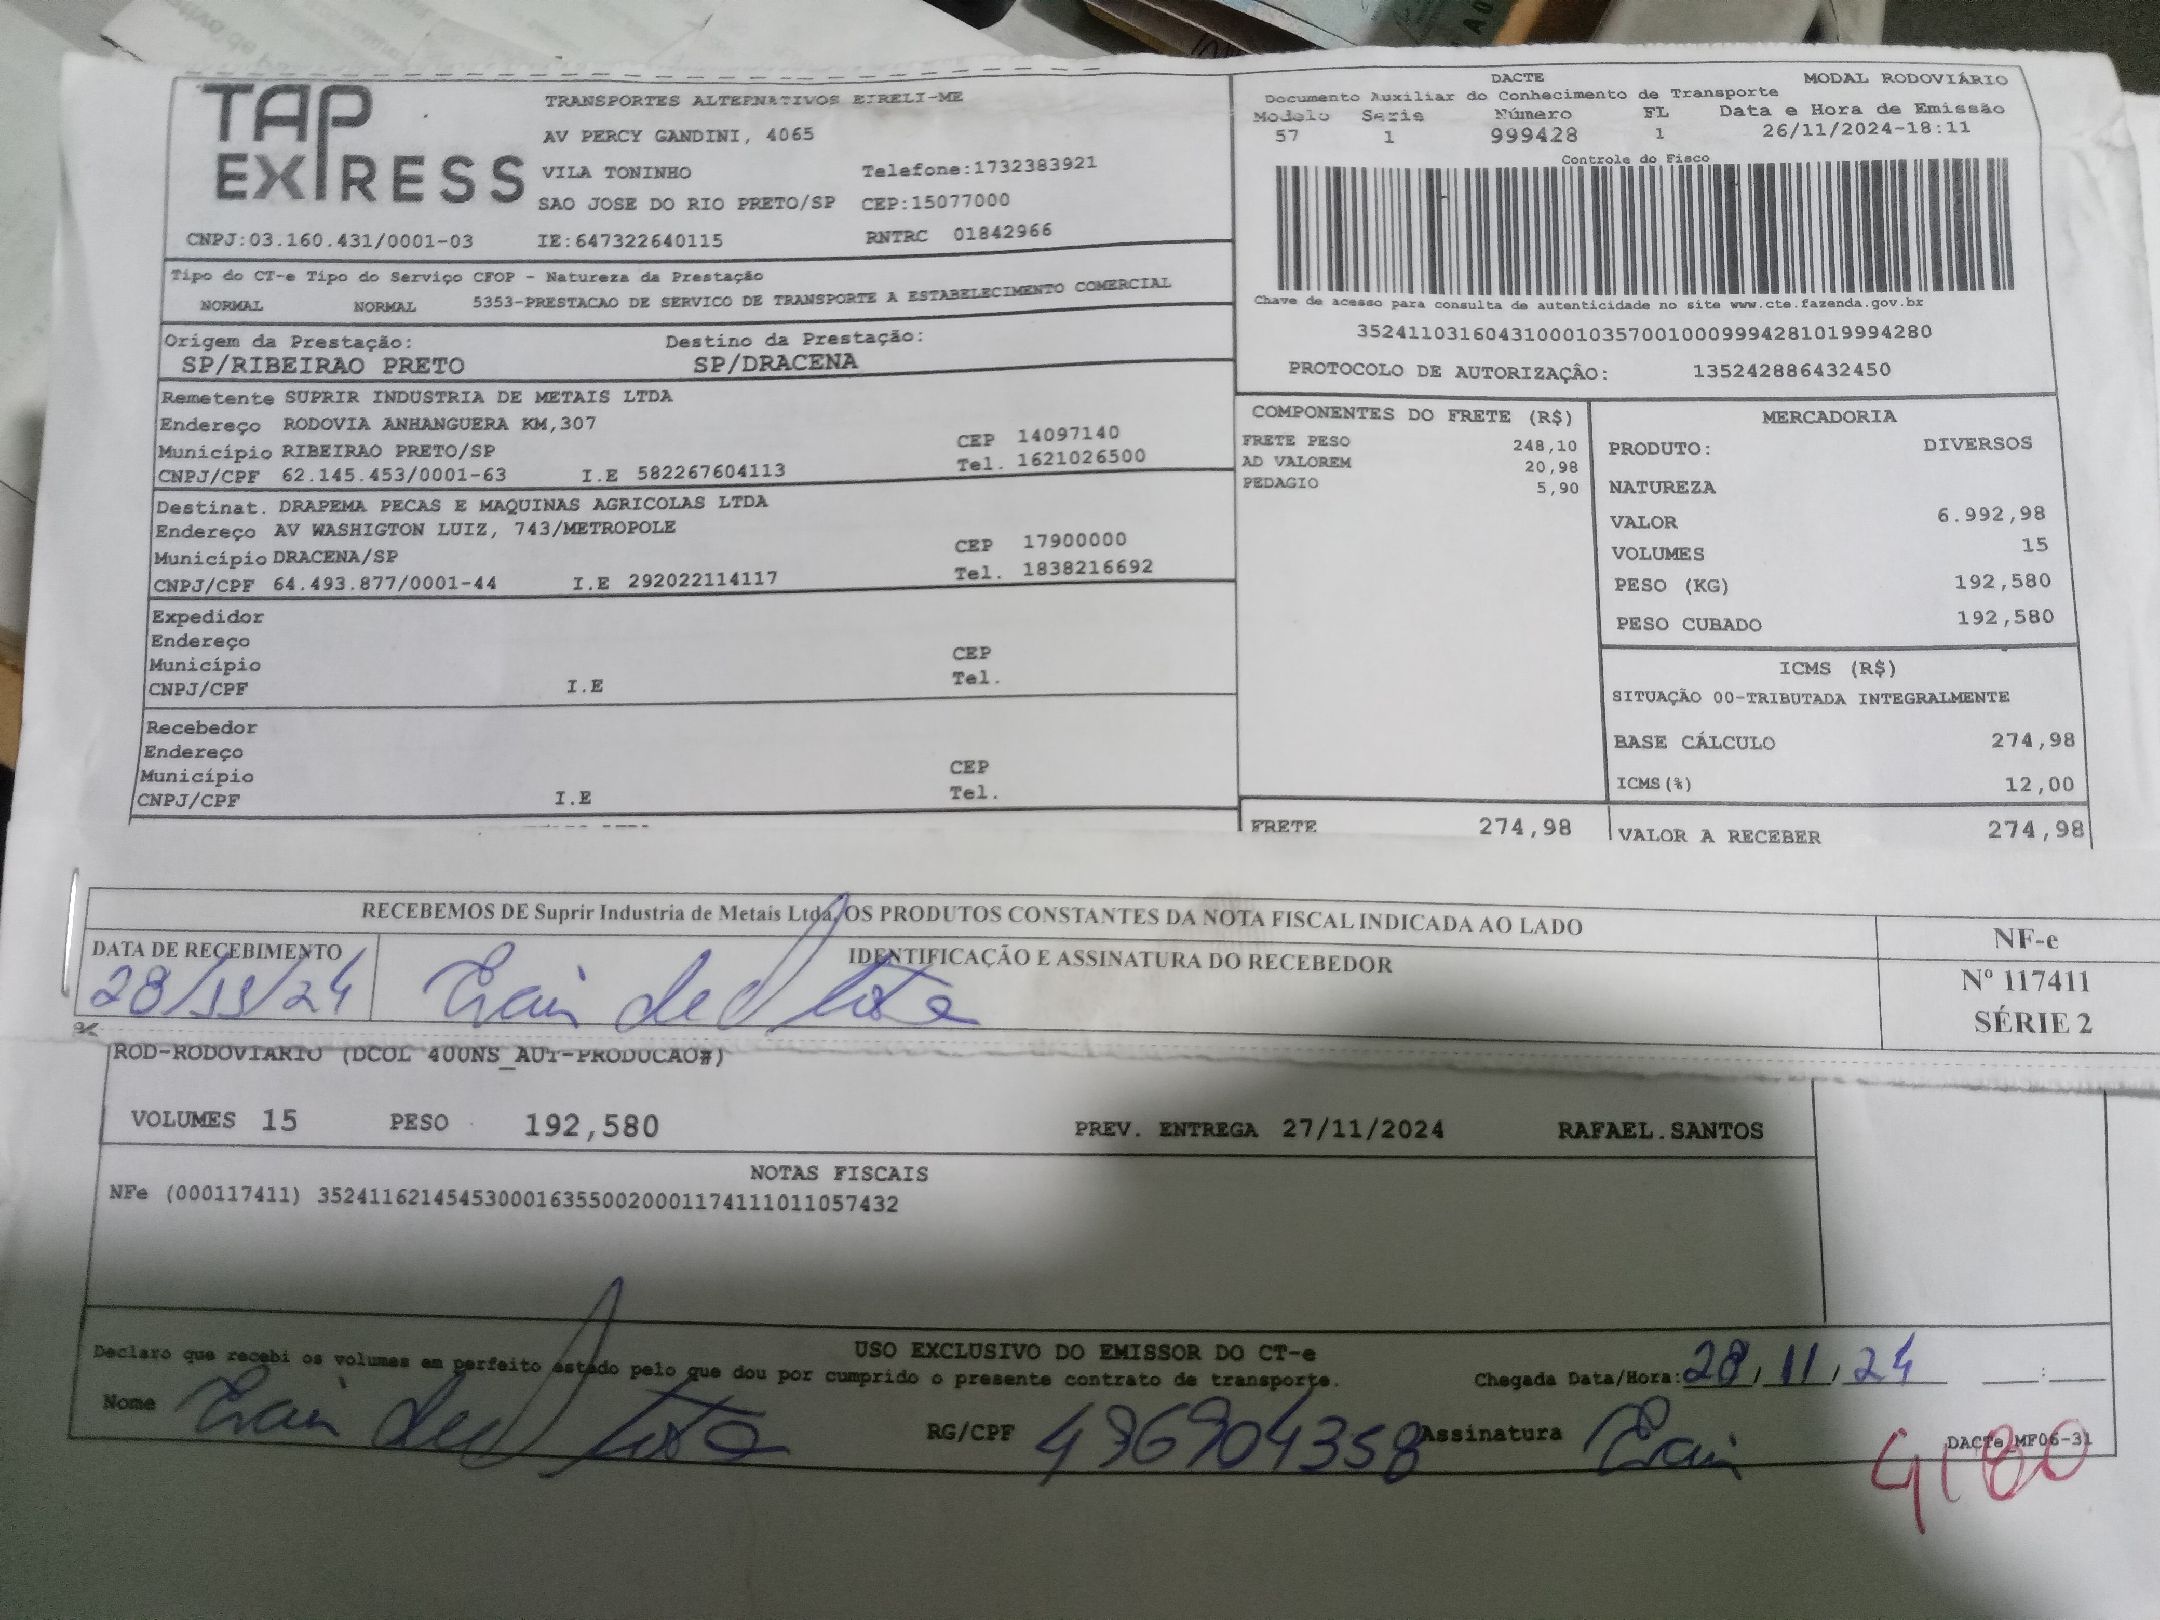 TAP EXPRESS
TRANSPORTES ALTERNATIVOS EIRELI-ME
AV PERCY GANDINI, 4065
VILA TONINHO Telefone:1732383921
SAO JOSE DO RIO PRETO/SP CEP:15077000
CNPJ:03.160.431/0001-03 IE:647322640115 RNTRC 01842966
DACTE MODAL RODOVIÁRIO
Documento Auxiliar do Conhecimento de Transporte
Modelo Serie Número FL Data e Hora de Emissão
57 1 999428 1 26/11/2024-18:11
Controle do Fisco
Chave de acesso para consulta de autenticidade no site www.cte.fazenda.gov.br
35241103160431000103570010009994281019994280
PROTOCOLO DE AUTORIZAÇÃO: 135242886432450
Tipo do CT-e Tipo do Serviço CFOP - Natureza da Prestação
NORMAL NORMAL 5353-PRESTACAO DE SERVICO DE TRANSPORTE A ESTABELECIMENTO COMERCIAL
Origem da Prestação: Destino da Prestação:
SP/RIBEIRAO PRETO SP/DRACENA
Remetente SUPRIR INDUSTRIA DE METAIS LTDA
Endereço RODOVIA ANHANGUERA KM,307
Município RIBEIRAO PRETO/SP CEP 14097140
CNPJ/CPF 62.145.453/0001-63 I.E 582267604113 Tel. 1621026500
Destinat. DRAPEMA PECAS E MAQUINAS AGRICOLAS LTDA
Endereço AV WASHIGTON LUIZ, 743/METROPOLE
Município DRACENA/SP CEP 17900000
CNPJ/CPF 64.493.877/0001-44 I.E 292022114117 Tel. 1838216692
Expedidor
Endereço
Município CEP
CNPJ/CPF I.E Tel.
Recebedor
Endereço
Município CEP
CNPJ/CPF I.E Tel.
COMPONENTES DO FRETE (R$)
FRETE PESO 248,10
AD VALOREM 20,98
PEDAGIO 5,90
FRETE 274,98
MERCADORIA
PRODUTO: DIVERSOS
NATUREZA
VALOR 6.992,98
VOLUMES 15
PESO (KG) 192,580
PESO CUBADO 192,580
ICMS (R$)
SITUAÇÃO 00-TRIBUTADA INTEGRALMENTE
BASE CÁLCULO 274,98
ICMS(%) 12,00
VALOR A RECEBER 274,98
RECEBEMOS DE Suprir Industria de Metais Ltda, OS PRODUTOS CONSTANTES DA NOTA FISCAL INDICADA AO LADO
DATA DE RECEBIMENTO IDENTIFICAÇÃO E ASSINATURA DO RECEBEDOR
28/11/24
NF-e
Nº 117411
SÉRIE 2
ROD-RODOVIARIO (DCOL 400NS_AUT-PRODUCAO#)
VOLUMES 15 PESO 192,580 PREV. ENTREGA 27/11/2024 RAFAEL.SANTOS
NOTAS FISCAIS
NFe (000117411) 35241162145453000163550020001174111011057432
USO EXCLUSIVO DO EMISSOR DO CT-e
Declaro que recebi os volumes em perfeito estado pelo que dou por cumprido o presente contrato de transporte.
Chegada Data/Hora: 28/11/24
Nome RG/CPF 496904358 Assinatura
DACTe_MF06-31